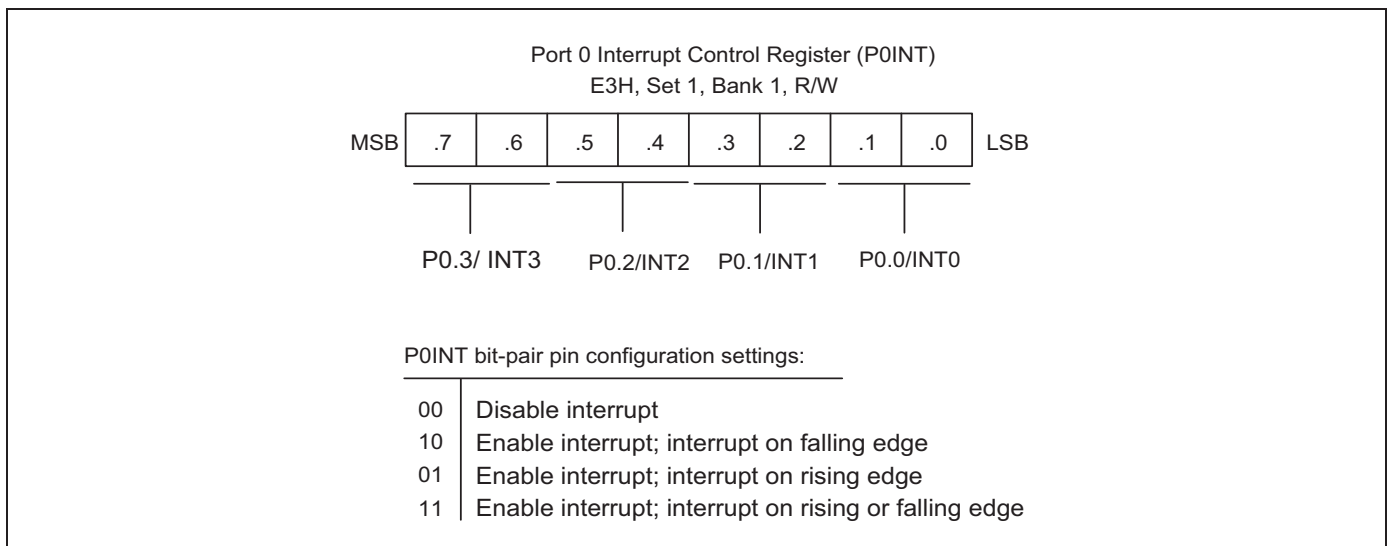 Port 0 Interrupt Control Register (P0INT)
E3H, Set 1, Bank 1, R/W
MSB .7 .6 .5 .4 .3 .2 .1 .0 LSB
P0.3/ INT3 P0.2/INT2 P0.1/INT1 P0.0/INT0
P0INT bit-pair pin configuration settings:
00 Disable interrupt
10 Enable interrupt; interrupt on falling edge
01 Enable interrupt; interrupt on rising edge
11 Enable interrupt; interrupt on rising or falling edge